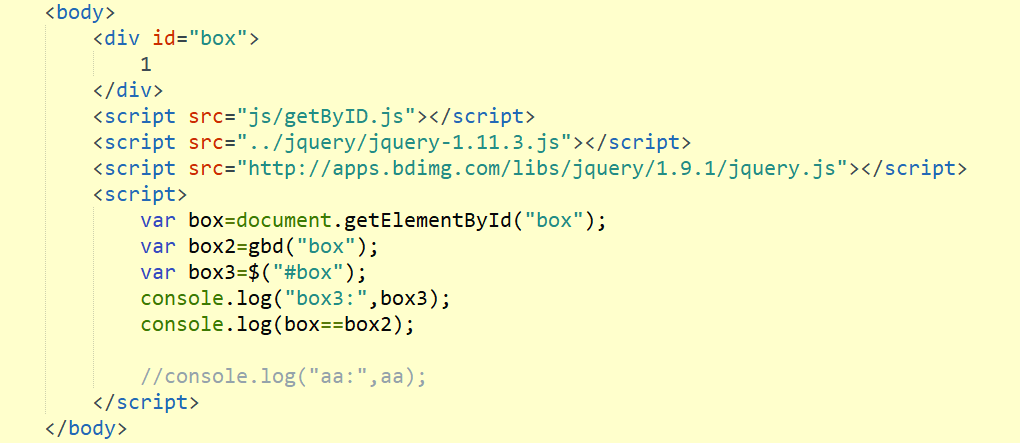 <body>
<div id="box">
1
</div>
<script src="js/getByID.js"></script>
<script src="../jquery/jquery-1.11.3.js"></script>
<script src="http://apps.bdimg.com/libs/jquery/1.9.1/jquery.js"></script>
<script>
var box=document.getElementById("box");
var box2=gbd("box");
var box3=$("#box");
console.log("box3:",box3);
console.log(box==box2);
//console.log("aa:",aa);
</script>
</body>